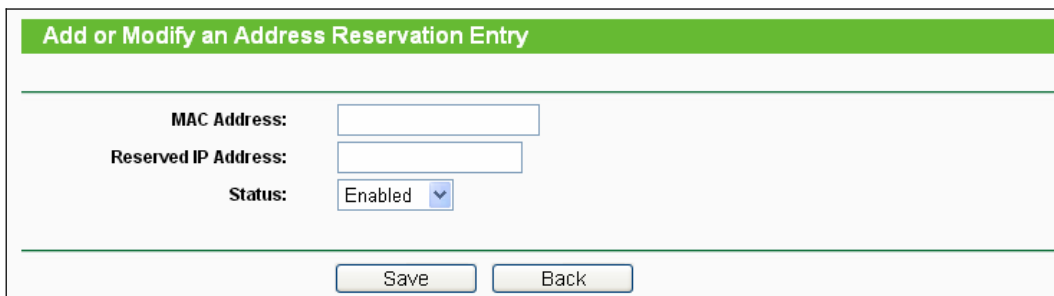 Add or Modify an Address Reservation Entry
MAC Address:
Reserved IP Address:
Status: Enabled
Save Back